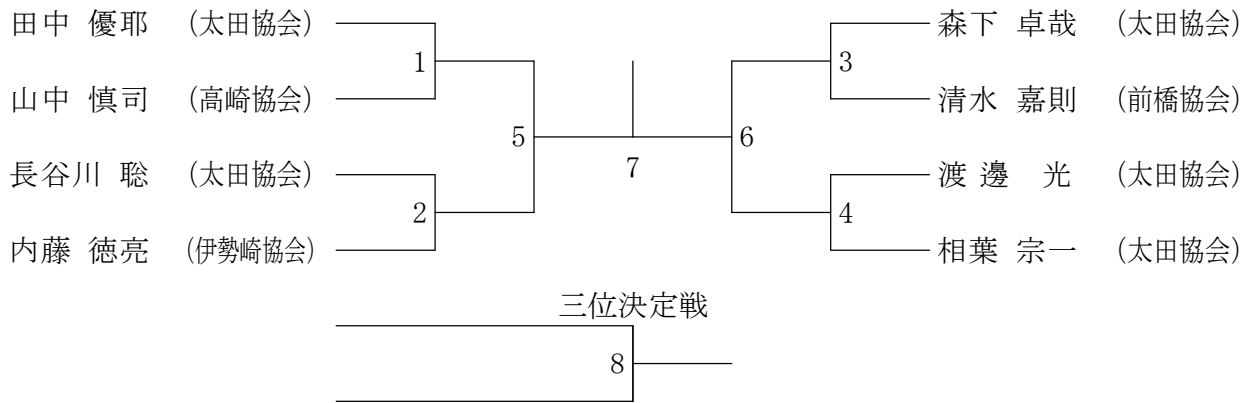 田中 優耶 (太田協会)
1
山中 慎司 (高崎協会)
5
長谷川 聡 (太田協会)
2
内藤 徳亮 (伊勢崎協会)
7
森下 卓哉 (太田協会)
3
清水 嘉則 (前橋協会)
6
渡邊 光 (太田協会)
4
相葉 宗一 (太田協会)
三位決定戦
8